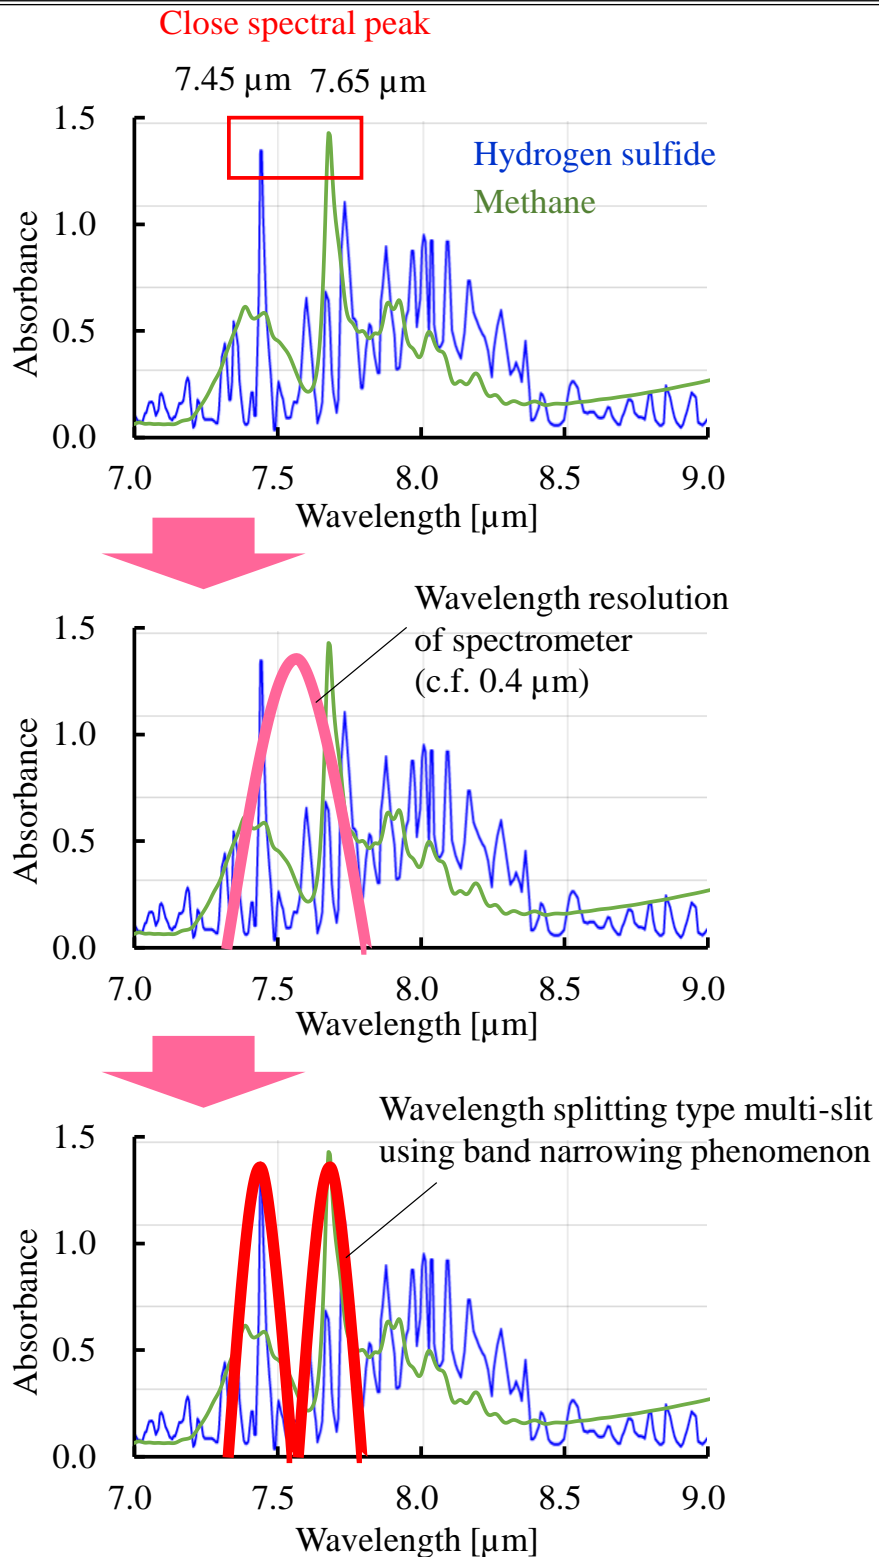 Close spectral peak
7.45 µm 7.65 µm
1.5
Hydrogen sulfide
Methane
1.0
0.5
0.0
Absorbance
7.0 7.5 8.0 8.5 9.0
Wavelength [µm]
Wavelength resolution
of spectrometer
(c.f. 0.4 µm)
1.5
1.0
0.5
0.0
Absorbance
7.0 7.5 8.0 8.5 9.0
Wavelength [µm]
Wavelength splitting type multi-slit
using band narrowing phenomenon
1.5
1.0
0.5
0.0
Absorbance
7.0 7.5 8.0 8.5 9.0
Wavelength [µm]